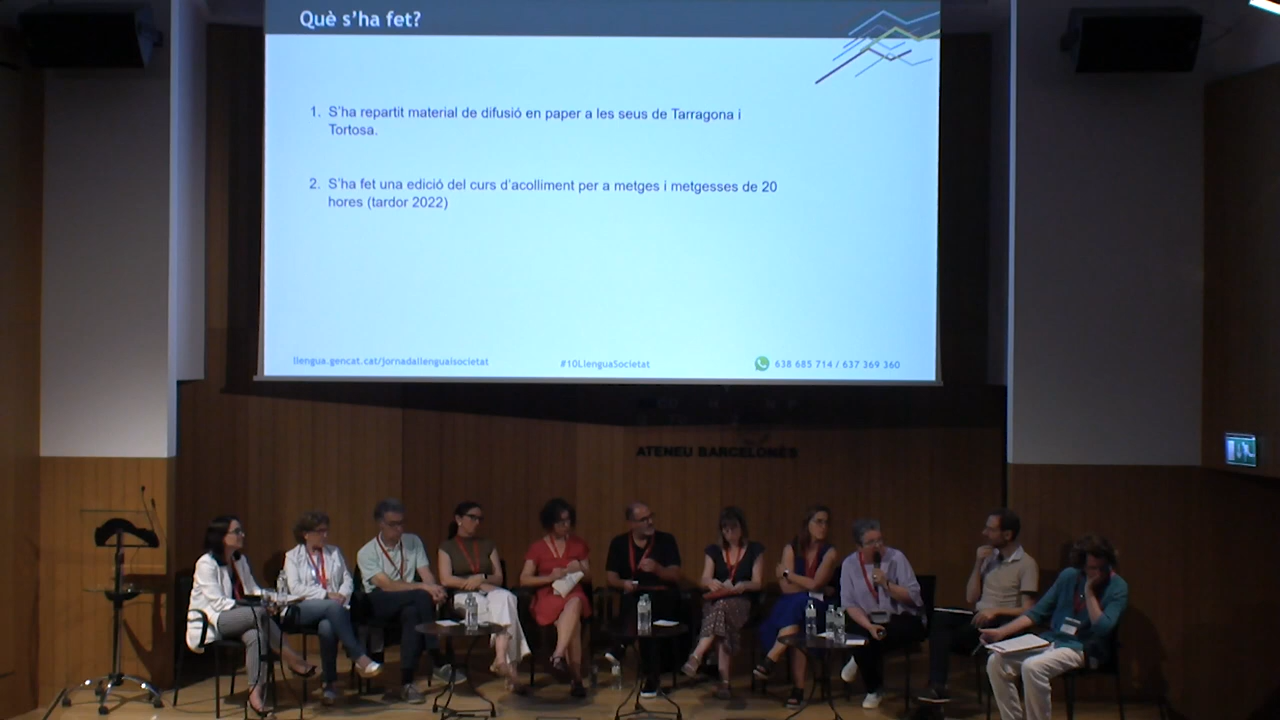 Què s'ha fet?
1. S'ha repartit material de difusió en paper a les seus de Tarragona i
Tortosa.
2. S'ha fet una edició del curs d'acolliment per a metges i metgesses de 20
hores (tardor 2022)
llengua.gencat.cat/jornadallenguaisocietat
#10LlenguaSocietat
638 685 714 / 637 369 360
ATENEU BARCELONÈS